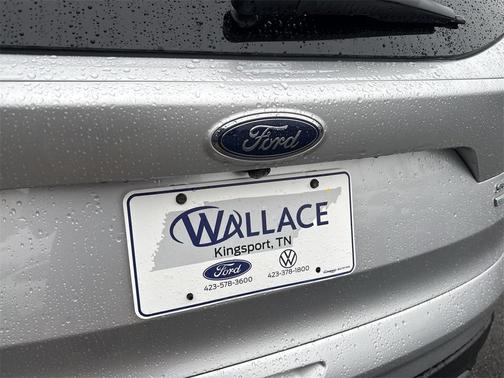 Ford
WALLACE
Kingsport, TN
Ford
423-578-3600
423-378-1800